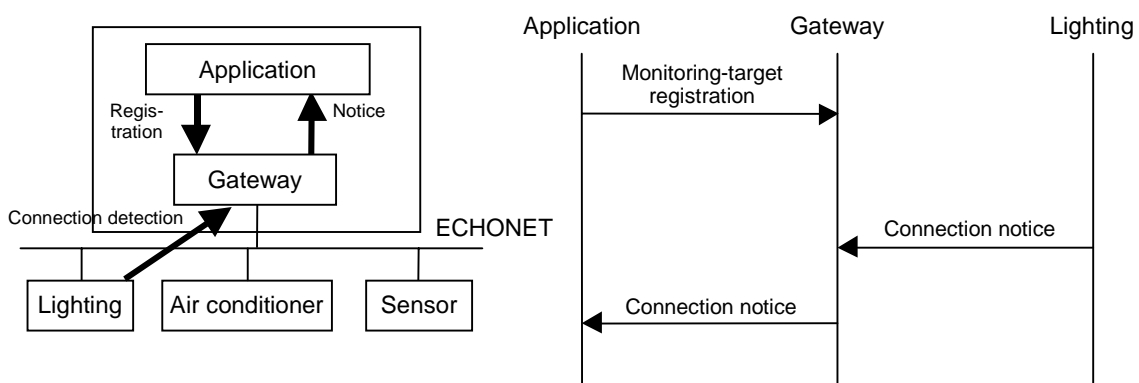 Application
Regis-
tration
Notice
Gateway
Connection detection
ECHONET
Lighting
Air conditioner
Sensor
Application
Gateway
Lighting
Monitoring-target
registration
Connection notice
Connection notice